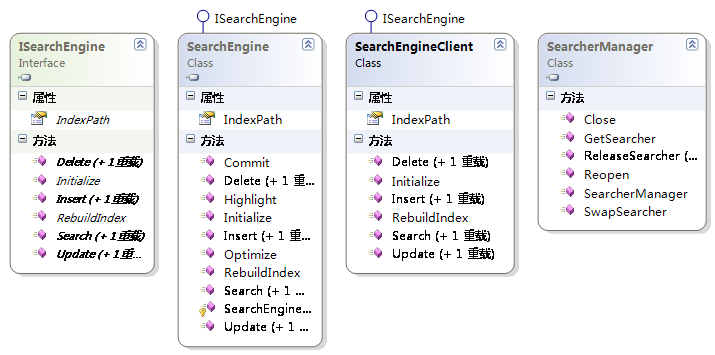 ISearchEngine
ISearchEngine
ISearchEngine
Interface
属性
IndexPath
方法
Delete (+ 1 重载)
Initialize
Insert (+ 1 重载)
RebuildIndex
Search (+ 1 重载)
Update (+ 1 重...
SearchEngine
Class
属性
IndexPath
方法
Commit
Delete (+ 1 重...
Highlight
Initialize
Insert (+ 1 重...
Optimize
RebuildIndex
Search (+ 1 ...
SearchEngine...
Update (+ 1 ...
SearchEngineClient
Class
属性
IndexPath
方法
Delete (+ 1 重载)
Initialize
Insert (+ 1 重载)
RebuildIndex
Search (+ 1 重载)
Update (+ 1 重载)
SearcherManager
Class
方法
Close
GetSearcher
ReleaseSearcher (...
Reopen
SearcherManager
SwapSearcher